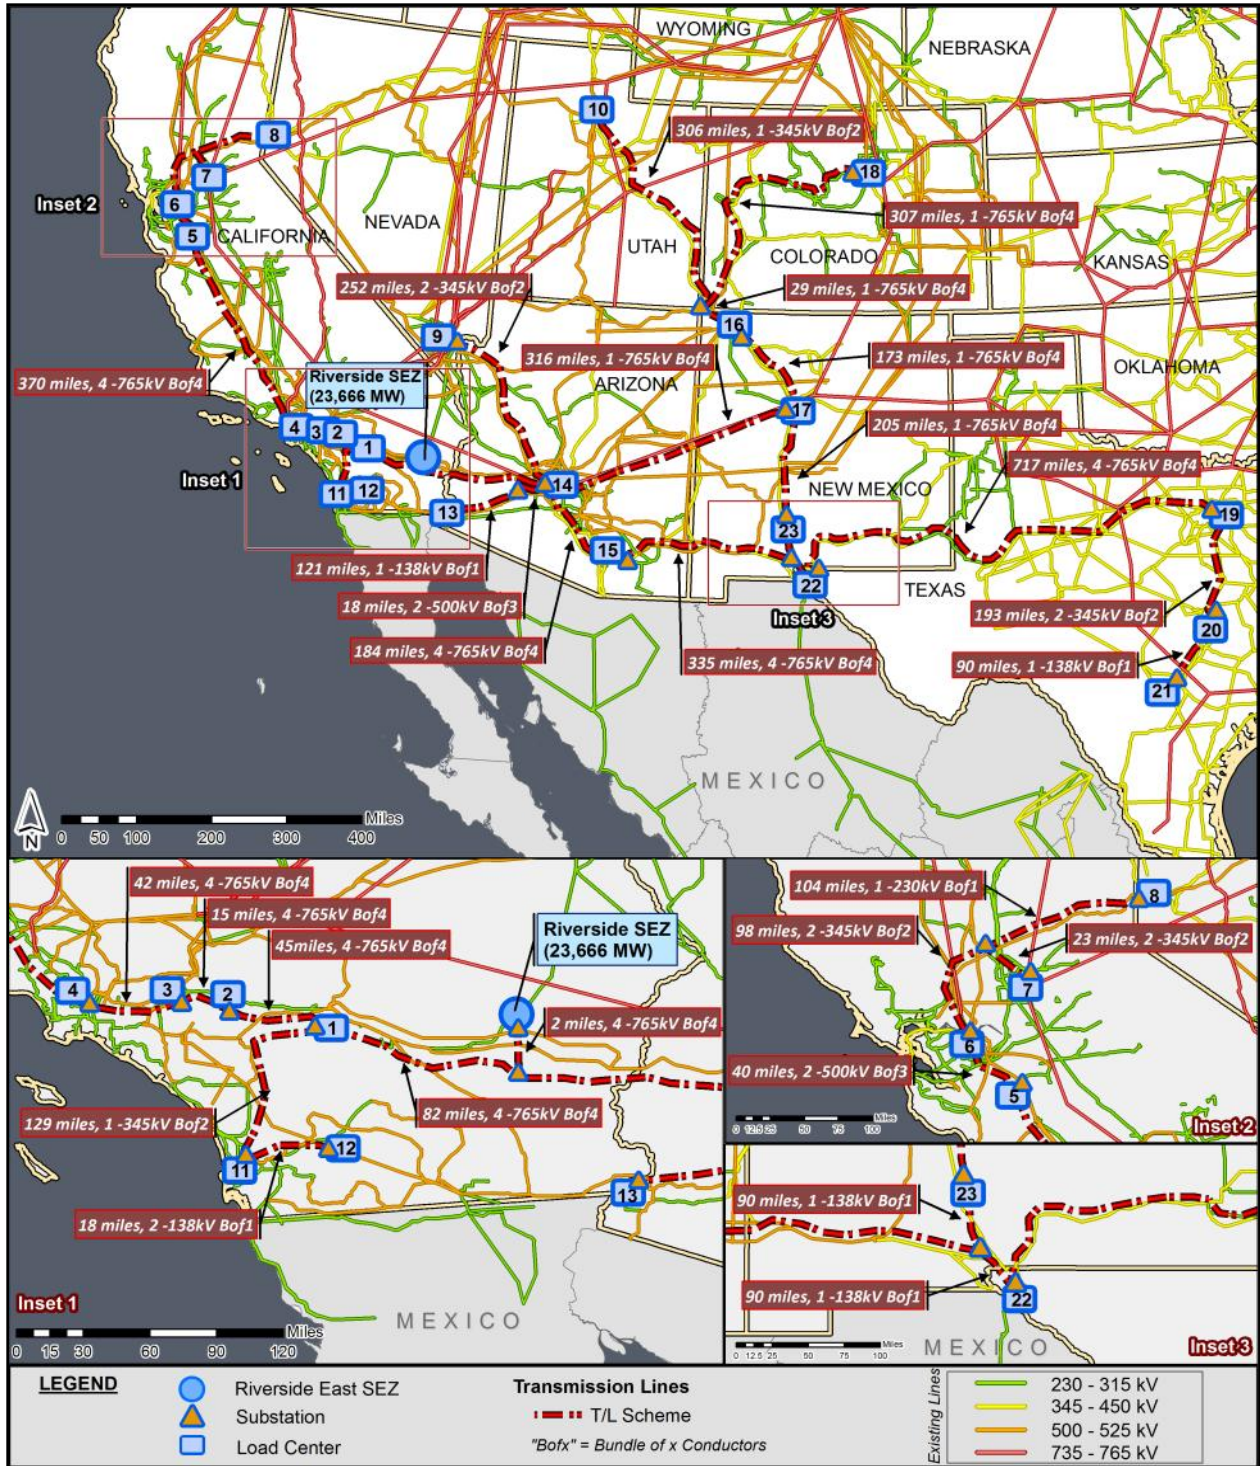 WYOMING
NEBRASKA
10
306 miles, 1 -345kV Bof2
8
18
7
Inset 2
6
307 miles, 1 -765kV Bof4
NEVADA
5
CALIFORNIA
UTAH
COLORADO
KANSAS
252 miles, 2 -345kV Bof2
29 miles, 1 -765kV Bof4
16
9
316 miles, 1 -765kV Bof4
173 miles, 1 -765kV Bof4
OKLAHOMA
370 miles, 4 -765kV Bof4
Riverside SEZ
(23,666 MW)
ARIZONA
17
4
3
2
205 miles, 1 -765kV Bof4
1
717 miles, 4 -765kV Bof4
Inset 1
14
NEW MEXICO
11
12
13
19
23
15
121 miles, 1 -138kV Bof1
22
TEXAS
18 miles, 2 -500kV Bof3
Inset 3
193 miles, 2 -345kV Bof2
20
184 miles, 4 -765kV Bof4
335 miles, 4 -765kV Bof4
90 miles, 1 -138kV Bof1
21
MEXICO
N
Miles
0 50 100 200 300 400
42 miles, 4 -765kV Bof4
15 miles, 4 -765kV Bof4
45miles, 4 -765kV Bof4
Riverside SEZ
(23,666 MW)
4
3
2
1
2 miles, 4 -765kV Bof4
82 miles, 4 -765kV Bof4
129 miles, 1 -345kV Bof2
12
11
13
18 miles, 2 -138kV Bof1
Inset 1
MEXICO
Miles
0 15 30 60 90 120
104 miles, 1 -230kV Bof1
8
98 miles, 2 -345kV Bof2
23 miles, 2 -345kV Bof2
7
6
40 miles, 2 -500kV Bof3
5
Miles
0 12.5 25 50 75 100
Inset 2
23
90 miles, 1 -138kV Bof1
90 miles, 1 -138kV Bof1
22
Miles
0 12.5 25 50 75 100
MEXICO
Inset 3
LEGEND
Riverside East SEZ
Substation
Load Center
Transmission Lines
T/L Scheme
"Bofx" = Bundle of x Conductors
Existing Lines
230 - 315 kV
345 - 450 kV
500 - 525 kV
735 - 765 kV